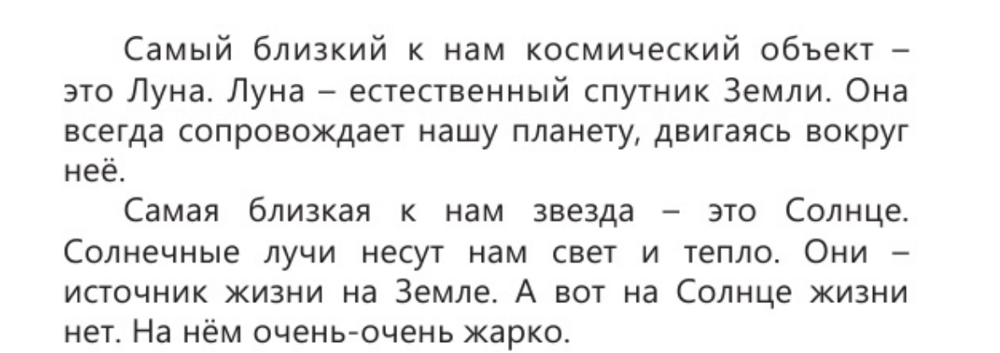 Самый близкий к нам космический объект –
это Луна. Луна – естественный спутник Земли. Она
всегда сопровождает нашу планету, двигаясь вокруг
неё.
Самая близкая к нам звезда – это Солнце.
Солнечные лучи несут нам свет и тепло. Они –
источник жизни на Земле. А вот на Солнце жизни
нет. На нём очень-очень жарко.